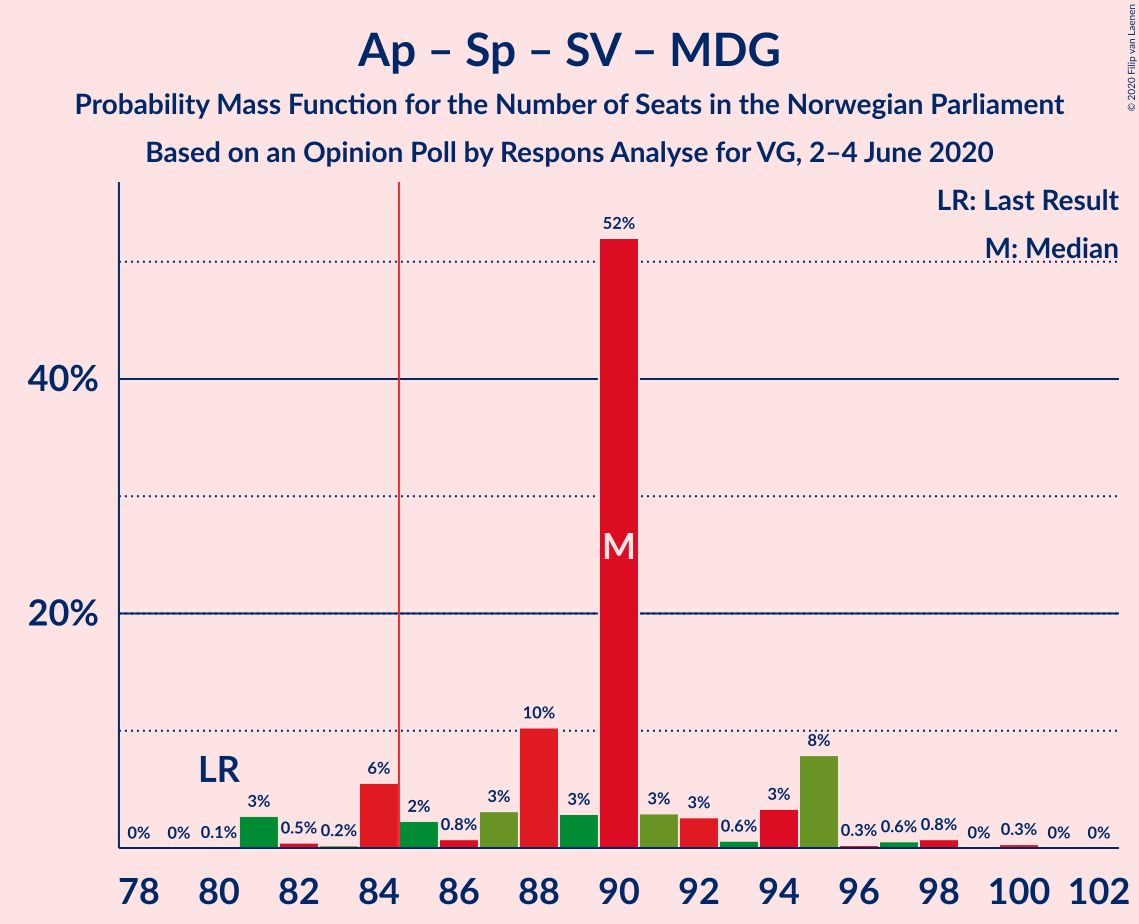 Ap – Sp – SV – MDG
Probability Mass Function for the Number of Seats in the Norwegian Parliament
Based on an Opinion Poll by Respons Analyse for VG, 2–4 June 2020
© 2020 Filip van Laenen
LR: Last Result
M: Median
40%
20%
LR
M
0% 0% 0.1% 3% 0.5% 0.2% 6% 2% 0.8% 3% 10% 3% 52% 3% 3% 0.6% 3% 8% 0.3% 0.6% 0.8% 0% 0.3% 0% 0%
78 80 82 84 86 88 90 92 94 96 98 100 102